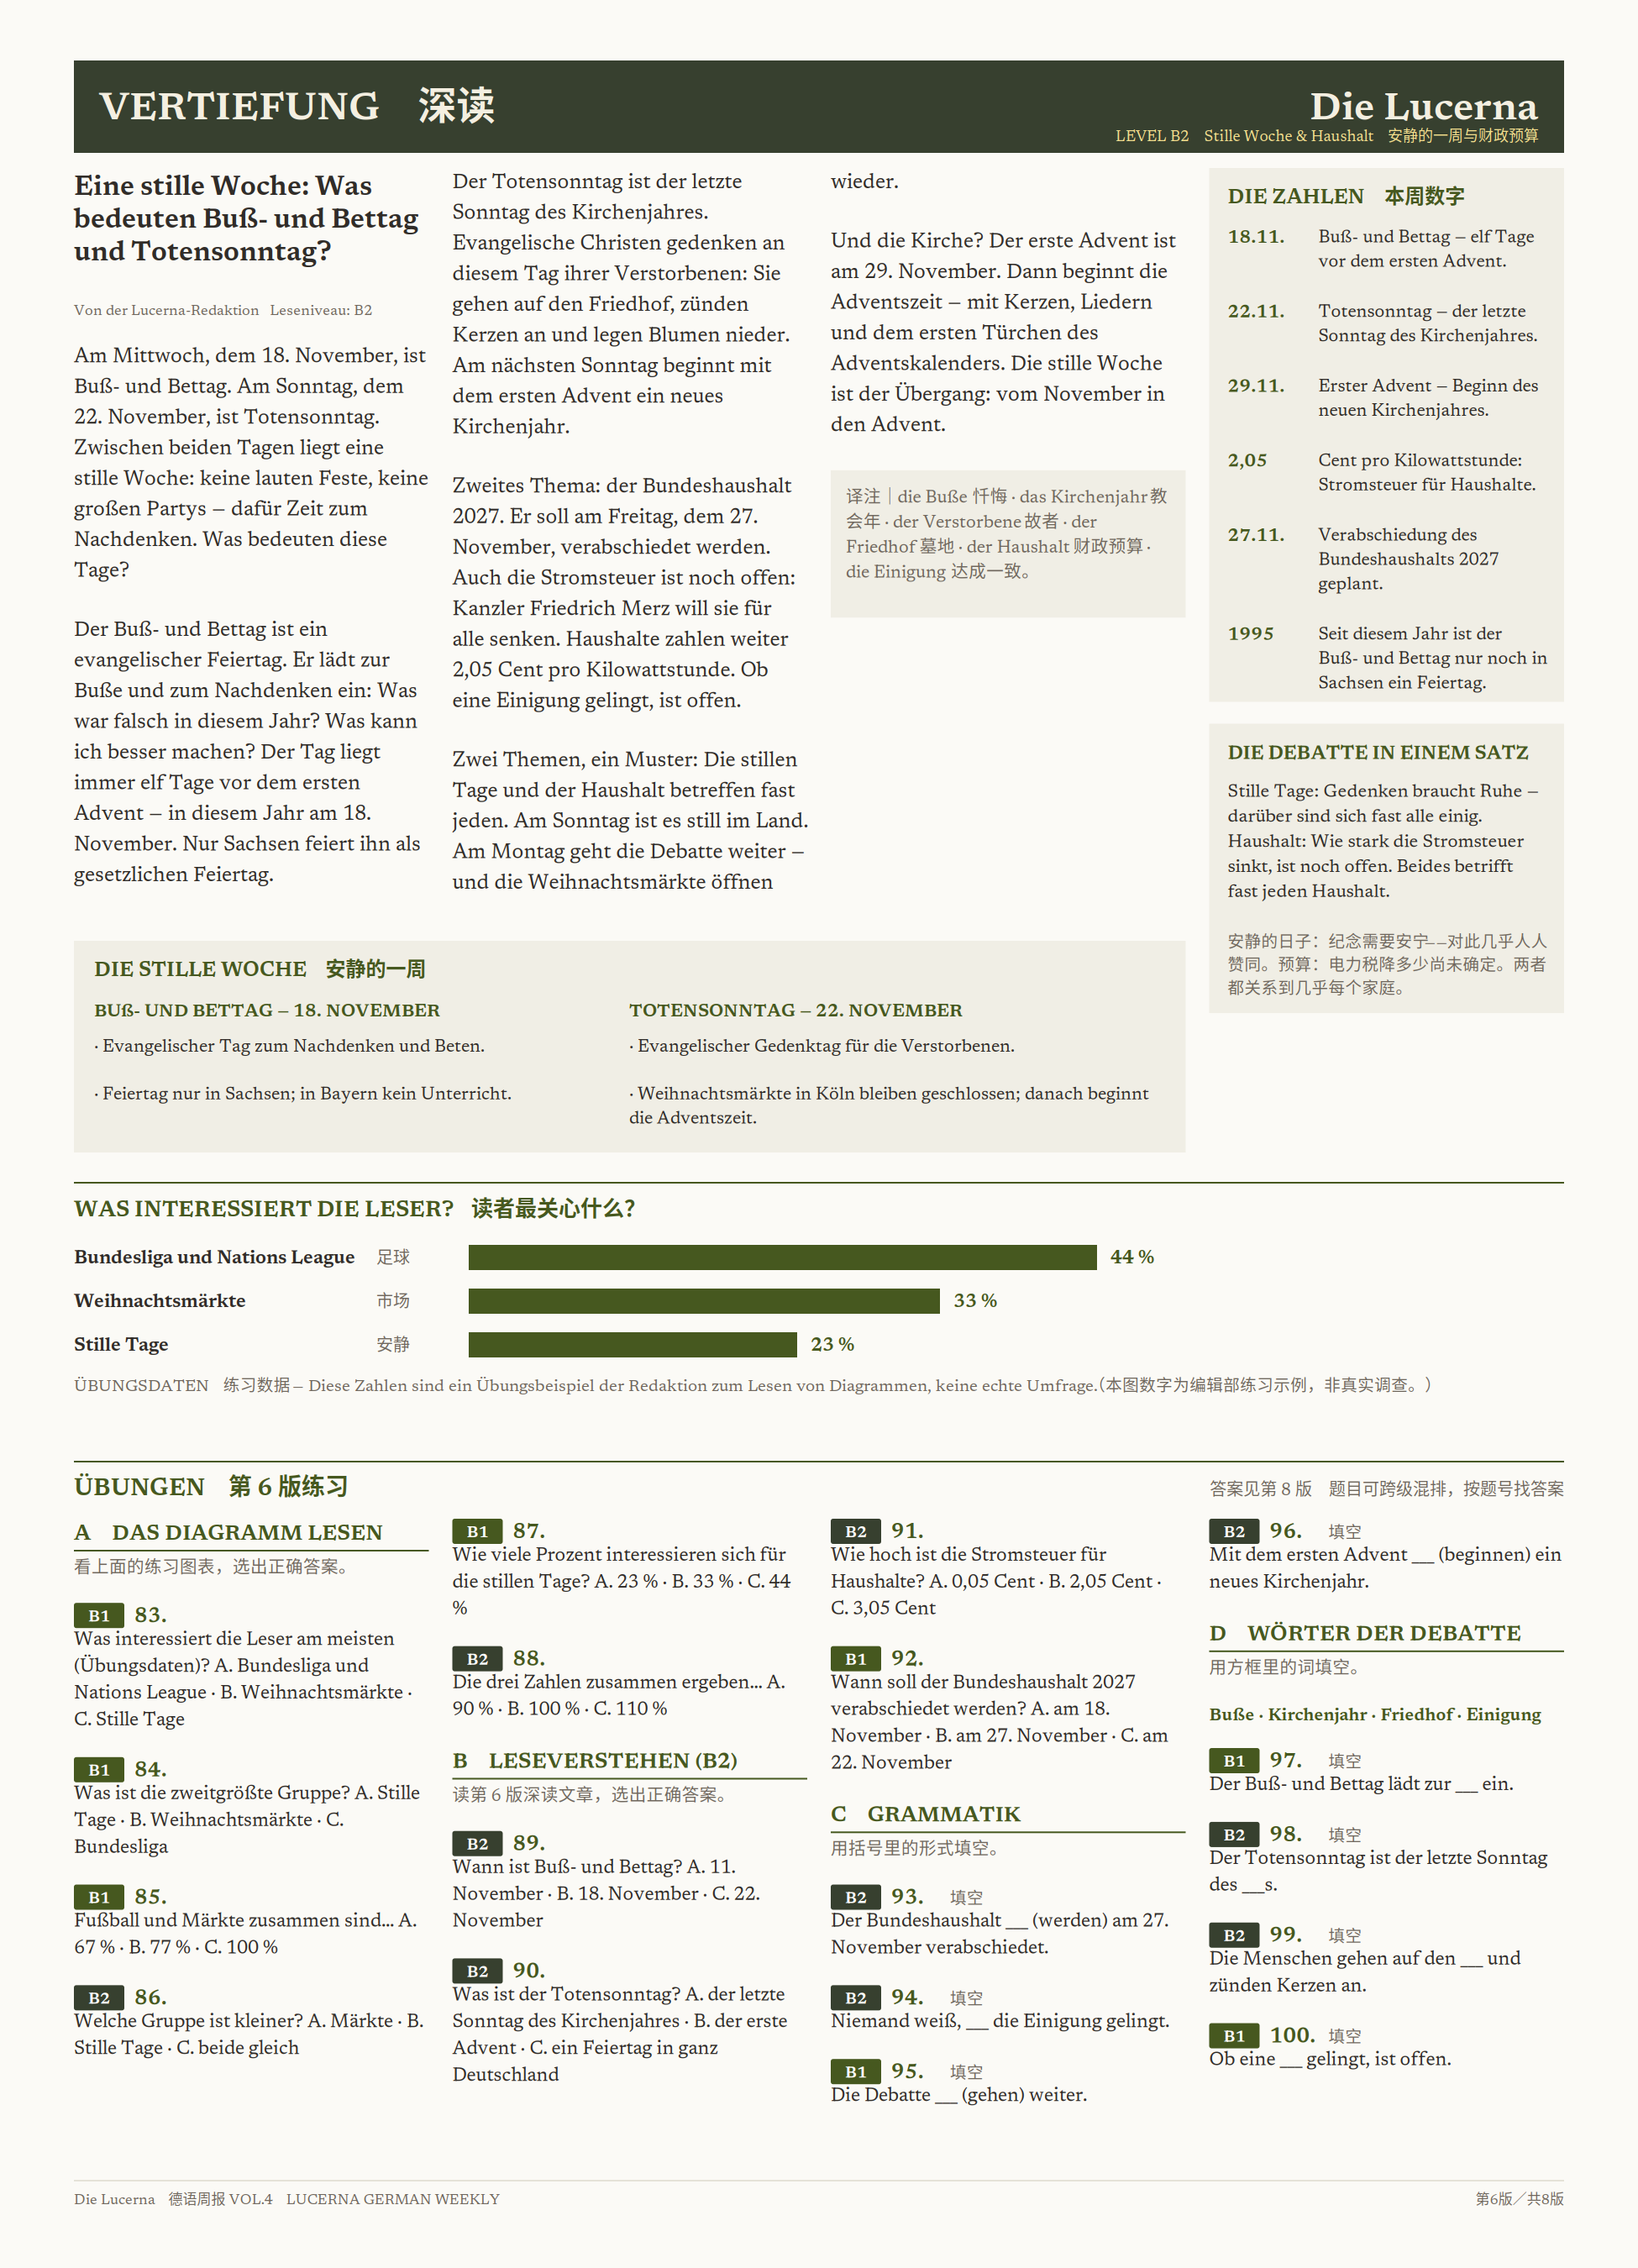 VERTIEFUNG 深读
Die Lucerna
LEVEL B2 Stille Woche & Haushalt 安静的一周与财政预算
Eine stille Woche: Was
bedeuten Buß- und Bettag
und Totensonntag?
Von der Lucerna-Redaktion Leseniveau: B2
Am Mittwoch, dem 18. November, ist
Buß- und Bettag. Am Sonntag, dem
22. November, ist Totensonntag.
Zwischen beiden Tagen liegt eine
stille Woche: keine lauten Feste, keine
großen Partys – dafür Zeit zum
Nachdenken. Was bedeuten diese
Tage?
Der Buß- und Bettag ist ein
evangelischer Feiertag. Er lädt zur
Buße und zum Nachdenken ein: Was
war falsch in diesem Jahr? Was kann
ich besser machen? Der Tag liegt
immer elf Tage vor dem ersten
Advent – in diesem Jahr am 18.
November. Nur Sachsen feiert ihn als
gesetzlichen Feiertag.
Der Totensonntag ist der letzte
Sonntag des Kirchenjahres.
Evangelische Christen gedenken an
diesem Tag ihrer Verstorbenen: Sie
gehen auf den Friedhof, zünden
Kerzen an und legen Blumen nieder.
Am nächsten Sonntag beginnt mit
dem ersten Advent ein neues
Kirchenjahr.
Zweites Thema: der Bundeshaushalt
2027. Er soll am Freitag, dem 27.
November, verabschiedet werden.
Auch die Stromsteuer ist noch offen:
Kanzler Friedrich Merz will sie für
alle senken. Haushalte zahlen weiter
2,05 Cent pro Kilowattstunde. Ob
eine Einigung gelingt, ist offen.
Zwei Themen, ein Muster: Die stillen
Tage und der Haushalt betreffen fast
jeden. Am Sonntag ist es still im Land.
Am Montag geht die Debatte weiter –
und die Weihnachtsmärkte öffnen
wieder.
Und die Kirche? Der erste Advent ist
am 29. November. Dann beginnt die
Adventszeit – mit Kerzen, Liedern
und dem ersten Türchen des
Adventskalenders. Die stille Woche
ist der Übergang: vom November in
den Advent.
译注｜die Buße 忏悔 · das Kirchenjahr 教
会年 · der Verstorbene 故者 · der
Friedhof 墓地 · der Haushalt 财政预算 ·
die Einigung 达成一致。
DIE ZAHLEN 本周数字
18.11. Buß- und Bettag – elf Tage
vor dem ersten Advent.
22.11. Totensonntag – der letzte
Sonntag des Kirchenjahres.
29.11. Erster Advent – Beginn des
neuen Kirchenjahres.
2,05 Cent pro Kilowattstunde:
Stromsteuer für Haushalte.
27.11. Verabschiedung des
Bundeshaushalts 2027
geplant.
1995 Seit diesem Jahr ist der
Buß- und Bettag nur noch in
Sachsen ein Feiertag.
DIE DEBATTE IN EINEM SATZ
Stille Tage: Gedenken braucht Ruhe –
darüber sind sich fast alle einig.
Haushalt: Wie stark die Stromsteuer
sinkt, ist noch offen. Beides betrifft
fast jeden Haushalt.
安静的日子：纪念需要安宁——对此几乎人人
赞同。预算：电力税降多少尚未确定。两者
都关系到几乎每个家庭。
DIE STILLE WOCHE 安静的一周
BUß- UND BETTAG – 18. NOVEMBER
· Evangelischer Tag zum Nachdenken und Beten.
· Feiertag nur in Sachsen; in Bayern kein Unterricht.
TOTENSONNTAG – 22. NOVEMBER
· Evangelischer Gedenktag für die Verstorbenen.
· Weihnachtsmärkte in Köln bleiben geschlossen; danach beginnt
die Adventszeit.
WAS INTERESSIERT DIE LESER? 读者最关心什么？
Bundesliga und Nations League 足球 44 %
Weihnachtsmärkte 市场 33 %
Stille Tage 安静 23 %
ÜBUNGSDATEN 练习数据 – Diese Zahlen sind ein Übungsbeispiel der Redaktion zum Lesen von Diagrammen, keine echte Umfrage.（本图数字为编辑部练习示例，非真实调查。）
ÜBUNGEN 第 6 版练习
答案见第 8 版 题目可跨级混排，按题号找答案
A DAS DIAGRAMM LESEN
看上面的练习图表，选出正确答案。
B1 83.
Was interessiert die Leser am meisten
(Übungsdaten)? A. Bundesliga und
Nations League · B. Weihnachtsmärkte ·
C. Stille Tage
B1 84.
Was ist die zweitgrößte Gruppe? A. Stille
Tage · B. Weihnachtsmärkte · C.
Bundesliga
B1 85.
Fußball und Märkte zusammen sind… A.
67 % · B. 77 % · C. 100 %
B2 86.
Welche Gruppe ist kleiner? A. Märkte · B.
Stille Tage · C. beide gleich
B1 87.
Wie viele Prozent interessieren sich für
die stillen Tage? A. 23 % · B. 33 % · C. 44
%
B2 88.
Die drei Zahlen zusammen ergeben… A.
90 % · B. 100 % · C. 110 %
B LESEVERSTEHEN (B2)
读第 6 版深读文章，选出正确答案。
B2 89.
Wann ist Buß- und Bettag? A. 11.
November · B. 18. November · C. 22.
November
B2 90.
Was ist der Totensonntag? A. der letzte
Sonntag des Kirchenjahres · B. der erste
Advent · C. ein Feiertag in ganz
Deutschland
B2 91.
Wie hoch ist die Stromsteuer für
Haushalte? A. 0,05 Cent · B. 2,05 Cent ·
C. 3,05 Cent
B1 92.
Wann soll der Bundeshaushalt 2027
verabschiedet werden? A. am 18.
November · B. am 27. November · C. am
22. November
C GRAMMATIK
用括号里的形式填空。
B2 93. 填空
Der Bundeshaushalt ___ (werden) am 27.
November verabschiedet.
B2 94. 填空
Niemand weiß, ___ die Einigung gelingt.
B1 95. 填空
Die Debatte ___ (gehen) weiter.
B2 96. 填空
Mit dem ersten Advent ___ (beginnen) ein
neues Kirchenjahr.
D WÖRTER DER DEBATTE
用方框里的词填空。
Buße · Kirchenjahr · Friedhof · Einigung
B1 97. 填空
Der Buß- und Bettag lädt zur ___ ein.
B2 98. 填空
Der Totensonntag ist der letzte Sonntag
des ___s.
B2 99. 填空
Die Menschen gehen auf den ___ und
zünden Kerzen an.
B1 100. 填空
Ob eine ___ gelingt, ist offen.
Die Lucerna 德语周报 VOL.4 LUCERNA GERMAN WEEKLY
第6版／共8版